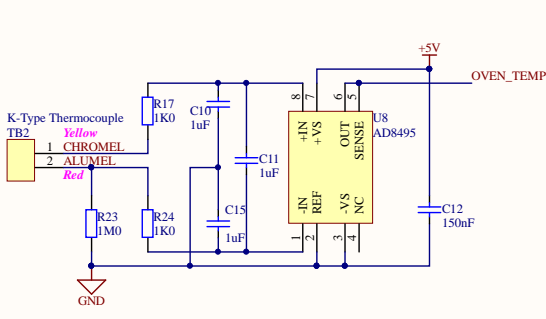 +5V
OVEN_TEMP
8
7
6
5
K-Type Thermocouple
TB2
Yellow
1 CHROMEL
2 ALUMEL
Red
R17
1K0
C10
1uF
C11
1uF
+IN
+VS
OUT
SENSE
U8
AD8495
-IN
REF
-VS
NC
R23
1M0
R24
1K0
C15
1uF
C12
150nF
1
2
3
4
GND